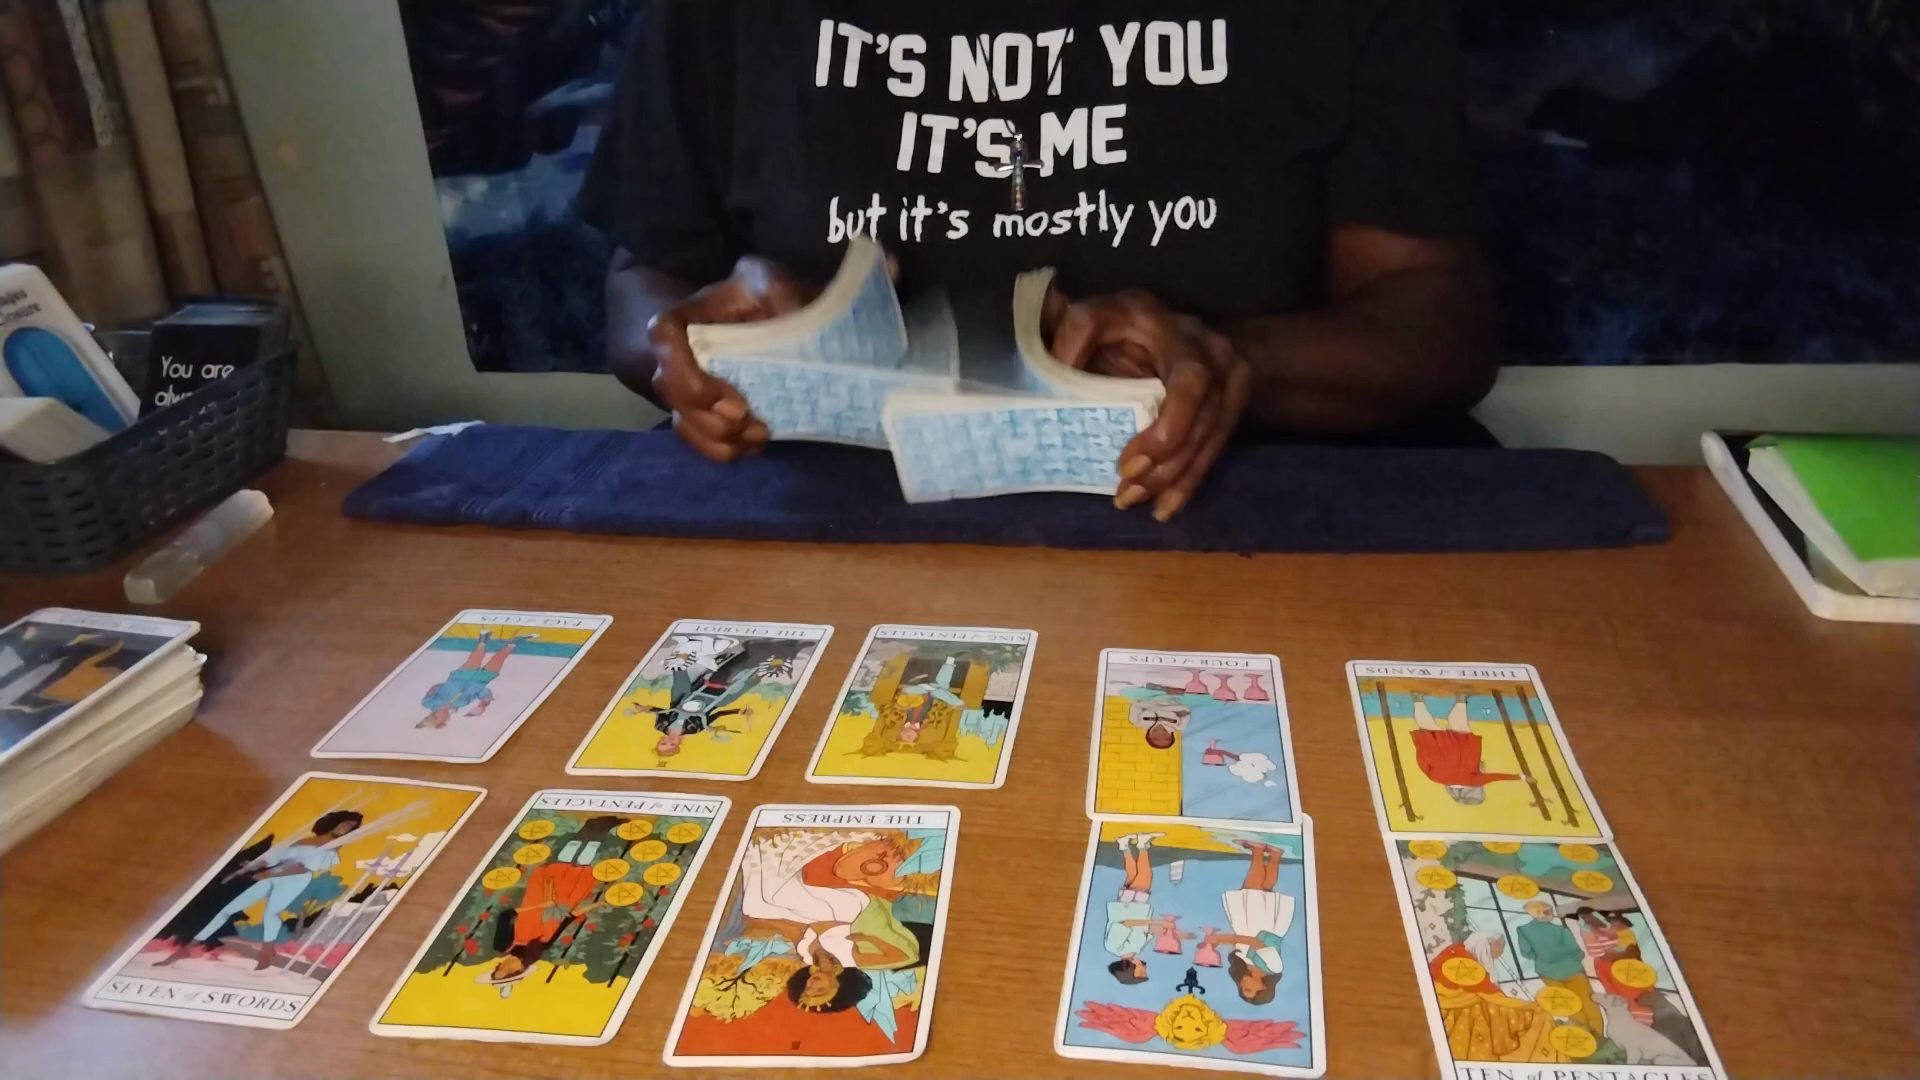 IT'S NOT YOU
IT'S ME
but it's mostly you
You are
PAGE of CUPS
THE CHARIOT
KING of PENTACLES
FOUR of CUPS
THREE of WANDS
SEVEN of SWORDS
NINE of PENTACLES
THE EMPRESS
III
TEN of PENTACLES